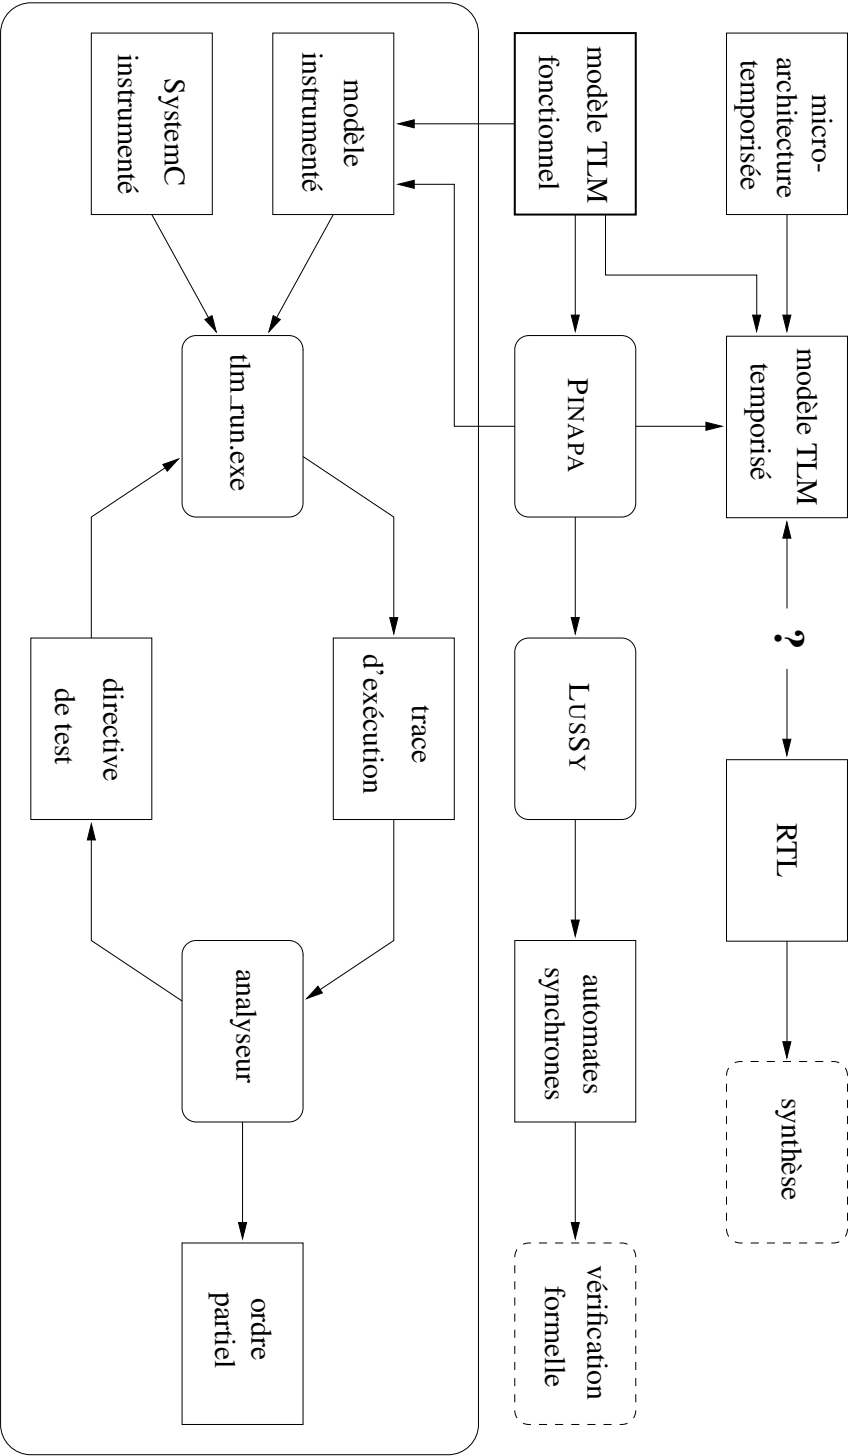 micro-
architecture
temporisée
modèle TLM
temporisé
?
RTL
synthèse
modèle TLM
fonctionnel
PINAPA
LUSSY
automates
synchrones
vérification
formelle
modèle
instrumenté
SystemC
instrumenté
tlm_run.exe
trace
d'exécution
directive
de test
analyseur
ordre
partiel